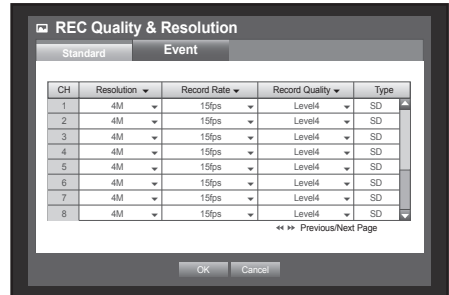 REC Quality & Resolution
Standard Event
CH Resolution Record Rate Record Quality Type
1 4M 15fps Level4 SD
2 4M 15fps Level4 SD
3 4M 15fps Level4 SD
4 4M 15fps Level4 SD
5 4M 15fps Level4 SD
6 4M 15fps Level4 SD
7 4M 15fps Level4 SD
8 4M 15fps Level4 SD
Previous/Next Page
OK Cancel